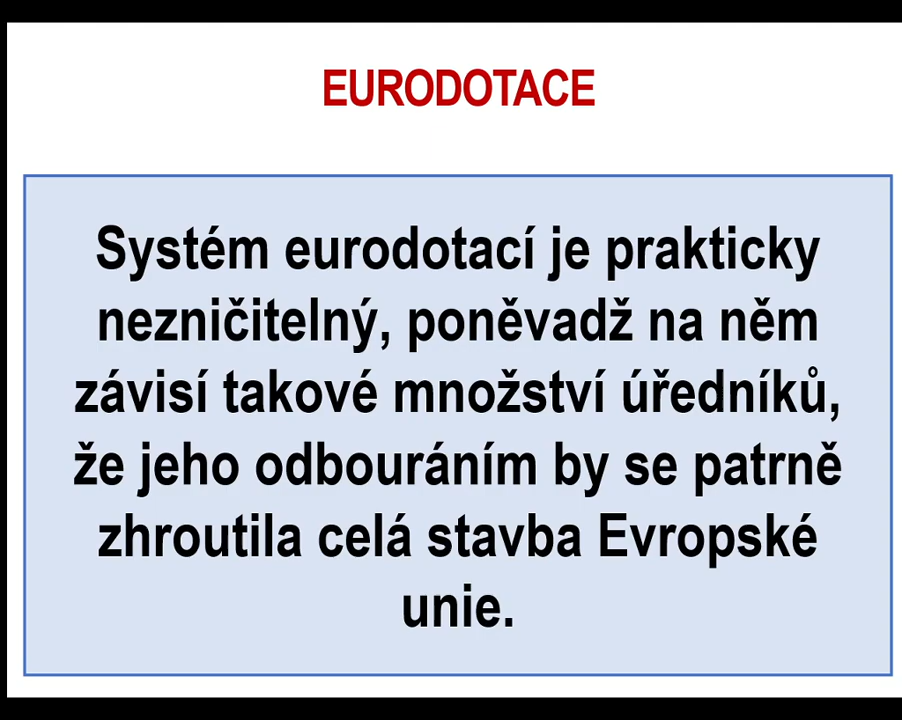 EURODOTACE
Systém eurodotací je prakticky
nezničitelný, poněvadž na něm
závisí takové množství úředníků,
že jeho odbouráním by se patrně
zhroutila celá stavba Evropské
unie.